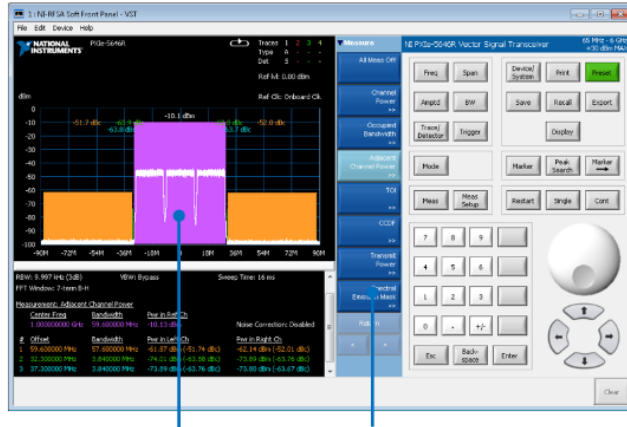 1: NI-RFSA Soft Front Panel - VST
File Edit Device Help
NATIONAL INSTRUMENTS
PXIe-5646R
Traces 1 2 3 4
Type A - - -
Det S - - -
Ref lvl: 0.00 dBm
dBm
Ref Clk: Onboard Clk
0
-10
-20
-30
-40
-50
-60
-70
-80
-90
-100
-10.1 dBm
-51.7 dBc
-52.0 dBc
-63.8 dBc
-63.7 dBc
-90M -72M -54M -36M -18M 0 18M 36M 54M 72M 90M
RBW: 9.997 kHz (3dB) VBW: Bypass Sweep Time: 16 ms
FFT Window: 7-term B-H
Measurement: Adjacent Channel Power
Center Freq Bandwidth Pwr in Ref Ch
1.000000000 GHz 59.600000 MHz -10.13 dBm Noise Correction: Disabled
# Offset Bandwidth Pwr in Left Ch Pwr in Right Ch
1 59.600000 MHz 57.600000 MHz -61.87 dBm (-51.74 dBc) -62.14 dBm (-52.01 dBc)
2 32.300000 MHz 3.840000 MHz -74.01 dBm (-63.88 dBc) -73.89 dBm (-63.76 dBc)
3 37.300000 MHz 3.840000 MHz -73.89 dBm (-63.76 dBc) -73.80 dBm (-63.67 dBc)
Measure
All Meas Off
Channel Power
>>
Occupied Bandwidth
>>
Adjacent Channel Power
>>
TOI
>>
CCDF
>>
Transmit Power
>>
Spectral Emission Mask
>>
Return
NI PXIe-5646R Vector Signal Transceiver
65 MHz - 6 GHz
+30 dBm MAX
Freq Span Device/System Print Preset
Amptd BW Save Recall Export
Trace/Detector Trigger Display
Mode Marker Peak Search Marker
Meas Meas Setup Restart Single Cont
7 8 9
4 5 6
1 2 3
0 . +/-
Esc Back-space Enter
Clear